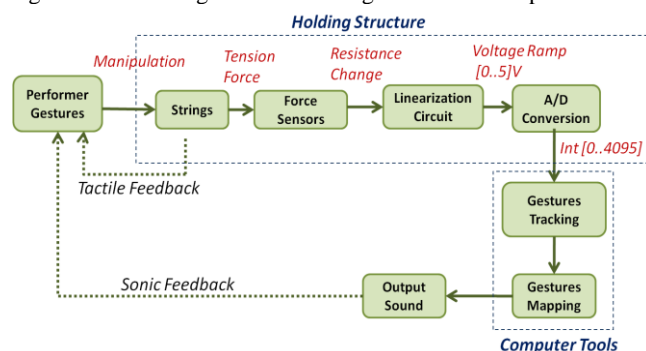 Holding Structure
Manipulation
Tension
Force
Resistance
Change
Voltage Ramp
[0..5]V
Performer
Gestures
Strings
Force
Sensors
Linearization
Circuit
A/D
Conversion
Int [0..4095]
Tactile Feedback
Gestures
Tracking
Sonic Feedback
Output
Sound
Gestures
Mapping
Computer Tools